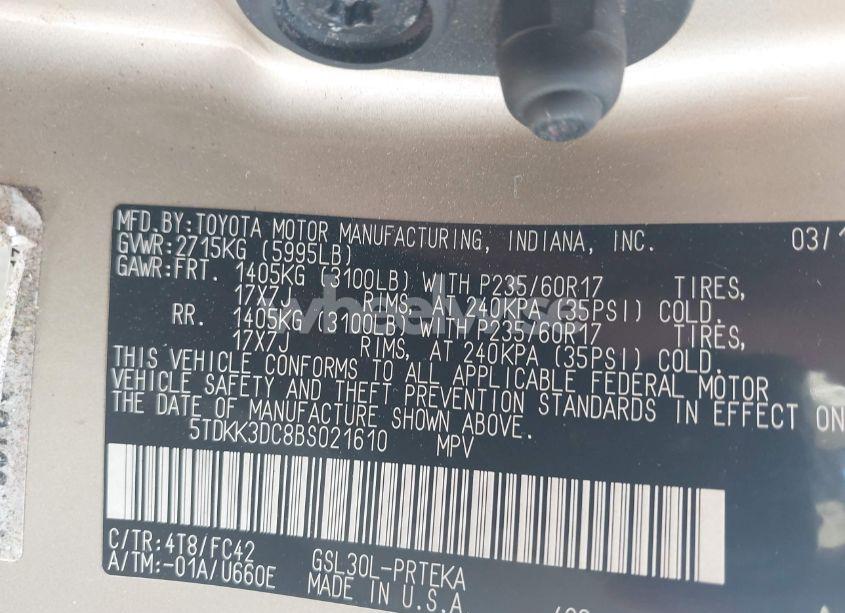 MFD.BY:TOYOTA MOTOR MANUFACTURING, INDIANA, INC. 03/1
GVWR:2715KG (5995LB)
GAWR:FRT. 1405KG (3100LB) WITH P235/60R17 TIRES,
17X7J RIMS, AT 240KPA (35PSI) COLD.
RR. 1405KG (3100LB) WITH P235/60R17 TIRES,
17X7J RIMS, AT 240KPA (35PSI) COLD.
THIS VEHICLE CONFORMS TO ALL APPLICABLE FEDERAL MOTOR
VEHICLE SAFETY AND THEFT PREVENTION STANDARDS IN EFFECT ON
THE DATE OF MANUFACTURE SHOWN ABOVE.
5TDKK3DC8BS021610 MPV
C/TR:4T8/FC42 GSL30L-PRTEKA
A/TM:-01A/U660E MADE IN U.S.A